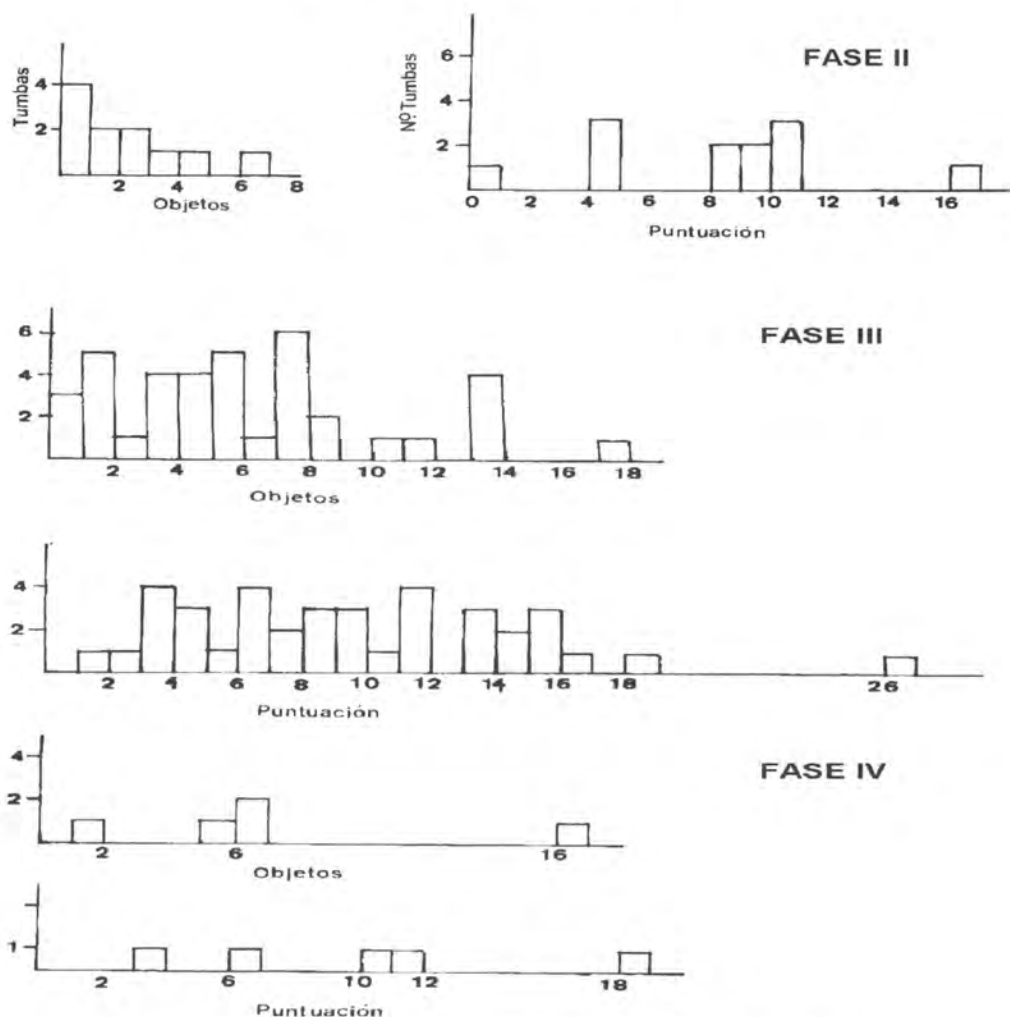 FASE II
Tumbas
4
2
2 4 6 8
Objetos
Nº Tumbas
6
4
2
0 2 4 6 8 10 12 14 16
Puntuación
FASE III
6
4
2
2 4 6 8 10 12 14 16 18
Objetos
4
2
2 4 6 8 10 12 14 16 18 26
Puntuación
FASE IV
4
2
2 6 16
Objetos
1
2 6 10 12 18
Puntuación